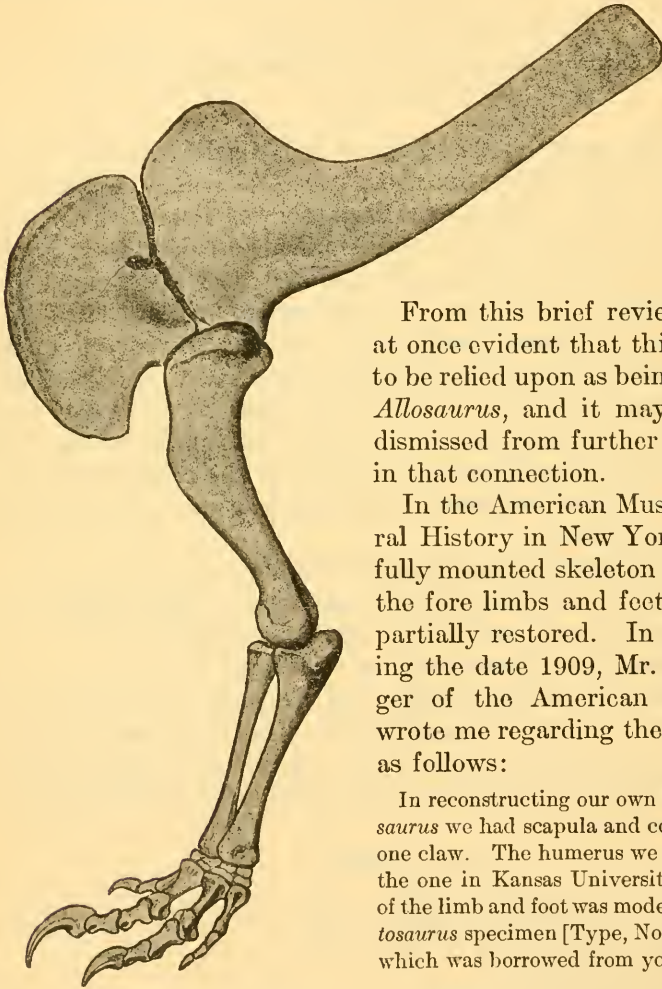 From this brief revie
at once evident that thi
to be relied upon as bein
Allosaurus, and it may
dismissed from further
in that connection.
In the American Mus
ral History in New Yor
fully mounted skeleton
the fore limbs and feet
partially restored. In
ing the date 1909, Mr.
ger of the American
wrote me regarding the
as follows:
In reconstructing our own
saurus we had scapula and co
one claw. The humerus we
the one in Kansas Universit
of the limb and foot was mode
tosaurus specimen [Type, No
which was borrowed from yo